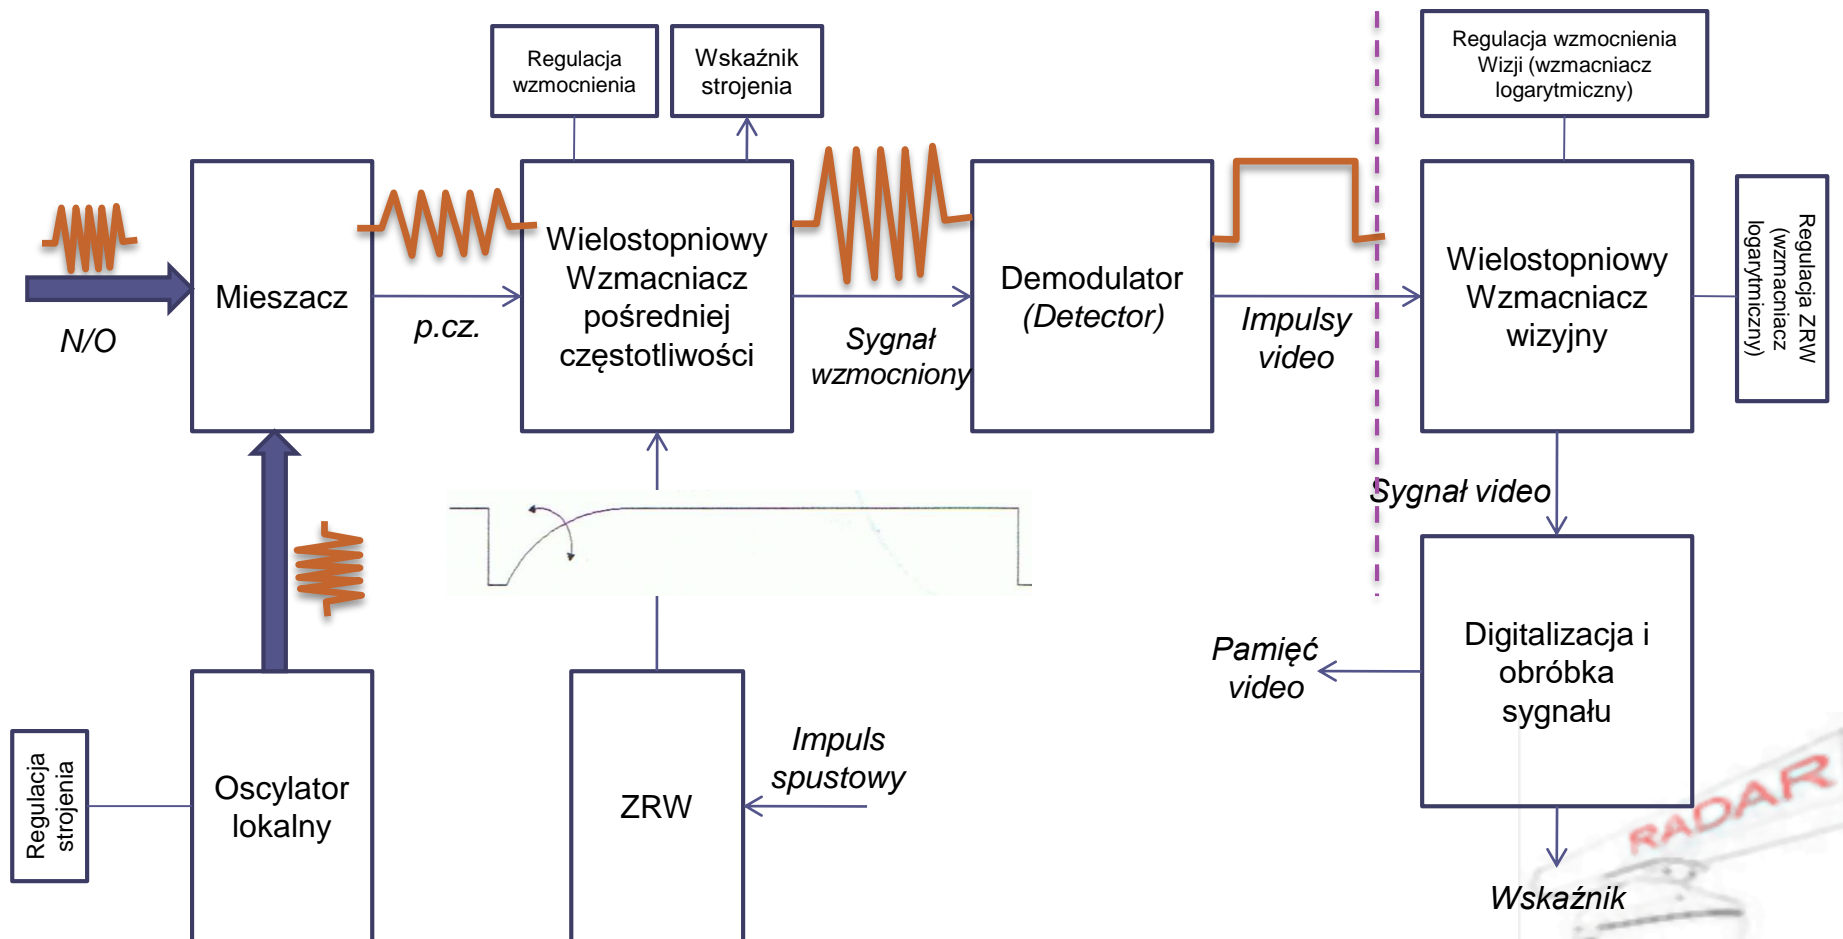 Regulacja
wzmocnienia
Wskaźnik
strojenia
Regulacja wzmocnienia
Wizji (wzmacniacz
logarytmiczny)
N/O
Mieszacz
p.cz.
Wielostopniowy
Wzmacniacz
pośredniej
częstotliwości
Sygnał
wzmocniony
Demodulator
(Detector)
Impulsy
video
Wielostopniowy
Wzmacniacz
wizyjny
Regulacja ZRW
(wzmacniacz
logarytmiczny)
Sygnał video
Regulacja
strojenia
Oscylator
lokalny
ZRW
Impuls
spustowy
Pamięć
video
Digitalizacja i
obróbka
sygnału
Wskaźnik
RADAR